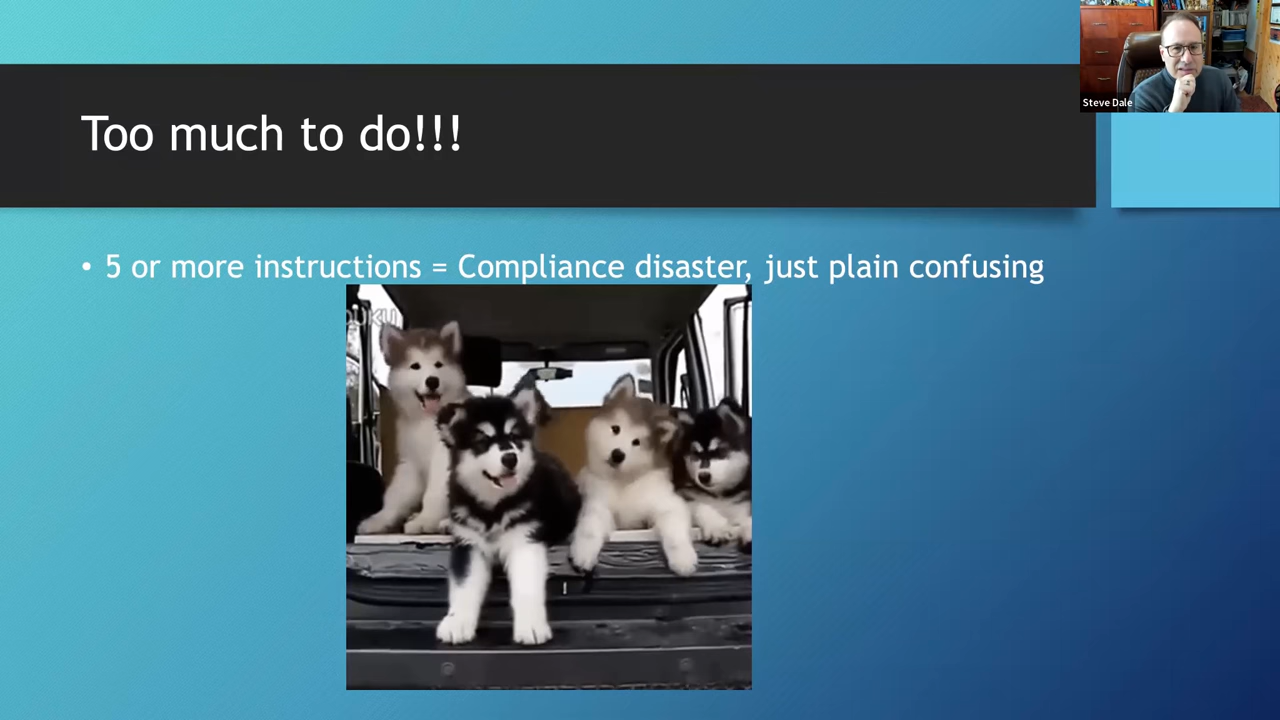 Steve Dale
Too much to do!!!
• 5 or more instructions = Compliance disaster, just plain confusing